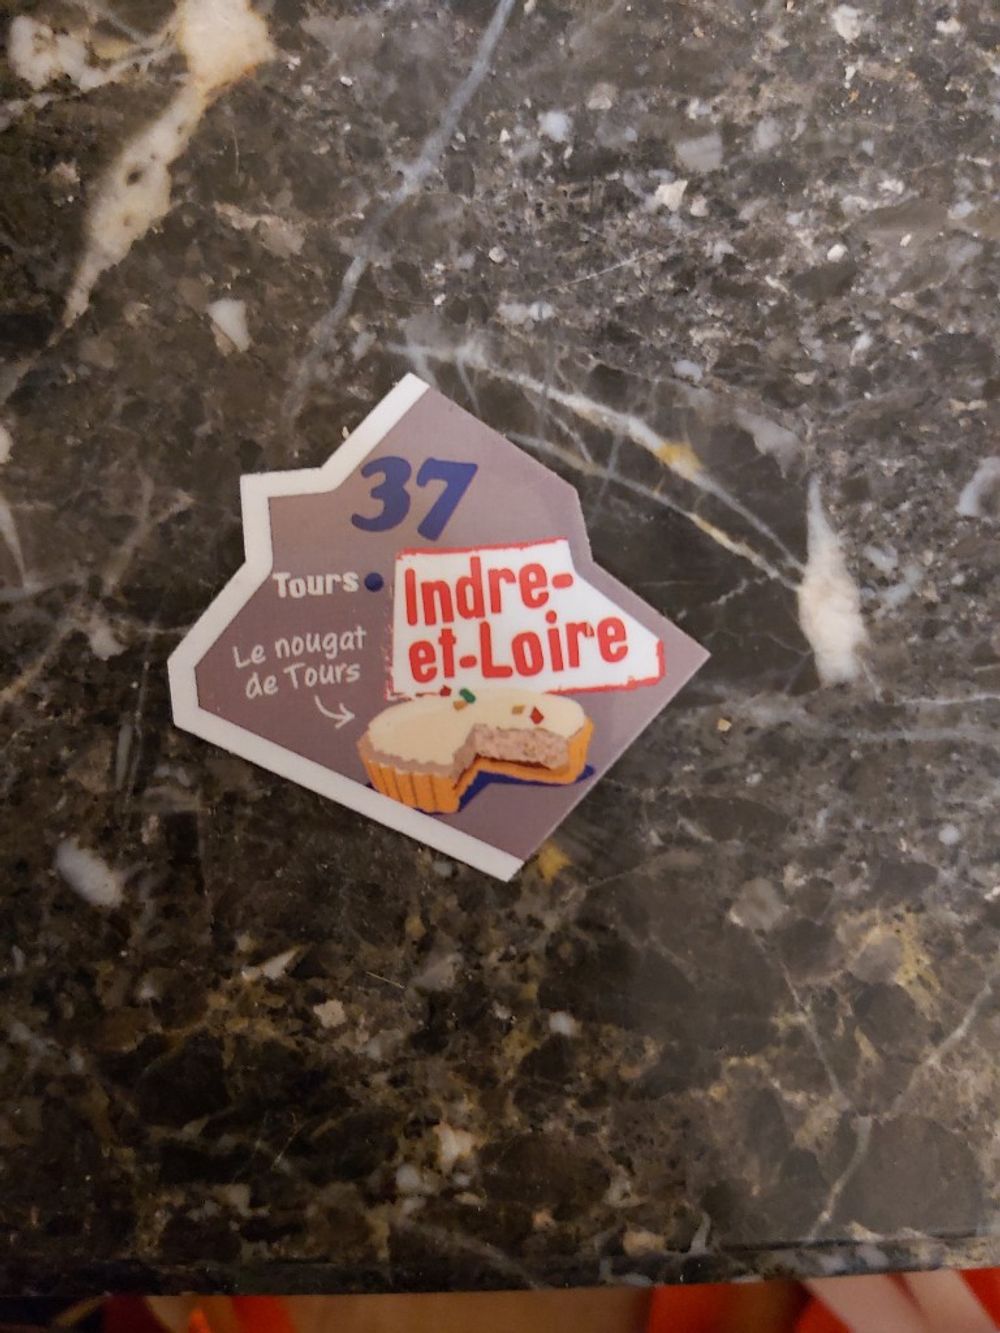 37
Tours
Indre-
et-Loire
Le nougat
de Tours